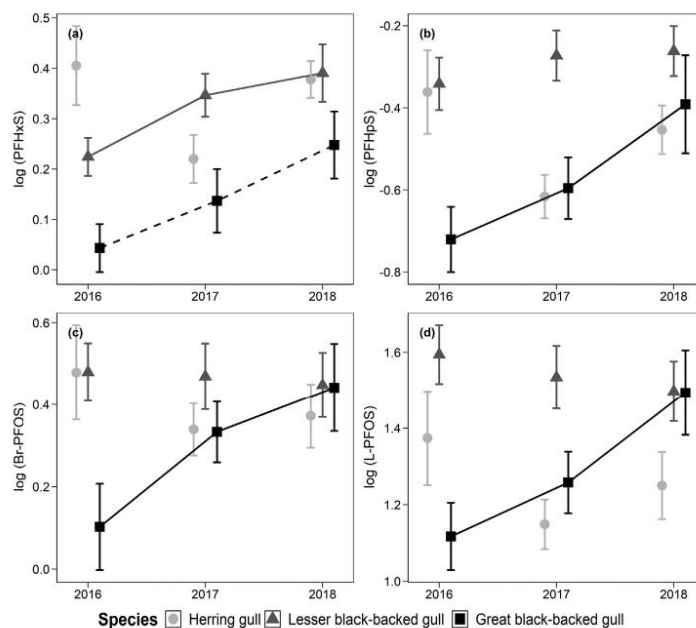 (a)
log (PFHxS)
0.5
0.4
0.3
0.2
0.1
0.0
2016 2017 2018
(b)
log (PFHpS)
-0.2
-0.4
-0.6
-0.8
2016 2017 2018
(c)
log (Br-PFOS)
0.6
0.4
0.2
0.0
2016 2017 2018
(d)
log (L-PFOS)
1.6
1.4
1.2
1.0
2016 2017 2018
Species Herring gull Lesser black-backed gull Great black-backed gull